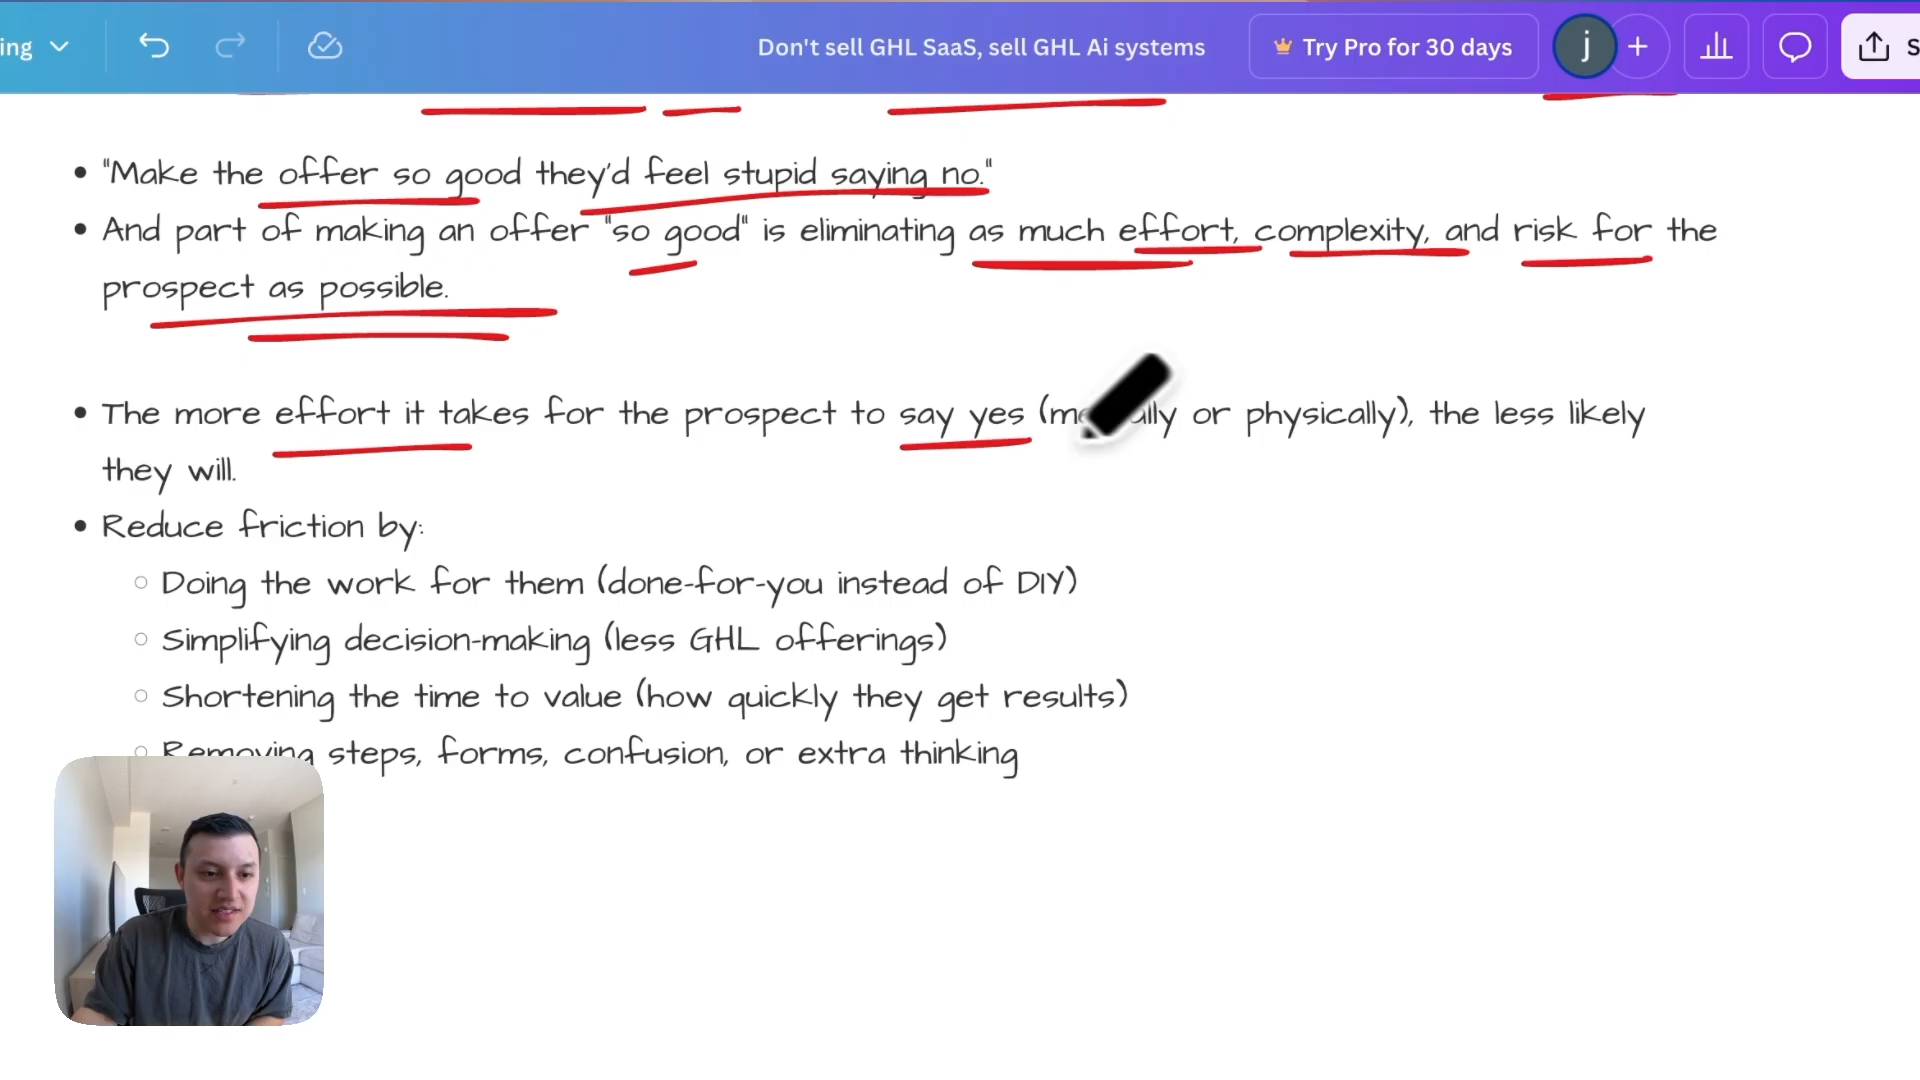 ing
Don't sell GHL SaaS, sell GHL Ai systems
Try Pro for 30 days
j
S
• "Make the offer so good they'd feel stupid saying no."
• And part of making an offer "so good" is eliminating as much effort, complexity, and risk for the
prospect as possible.
• The more effort it takes for the prospect to say yes ( or physically), the less likely
they will.
• Reduce friction by:
○ Doing the work for them (done-for-you instead of DIY)
○ Simplifying decision-making (less GHL offerings)
○ Shortening the time to value (how quickly they get results)
○ Removing steps, forms, confusion, or extra thinking